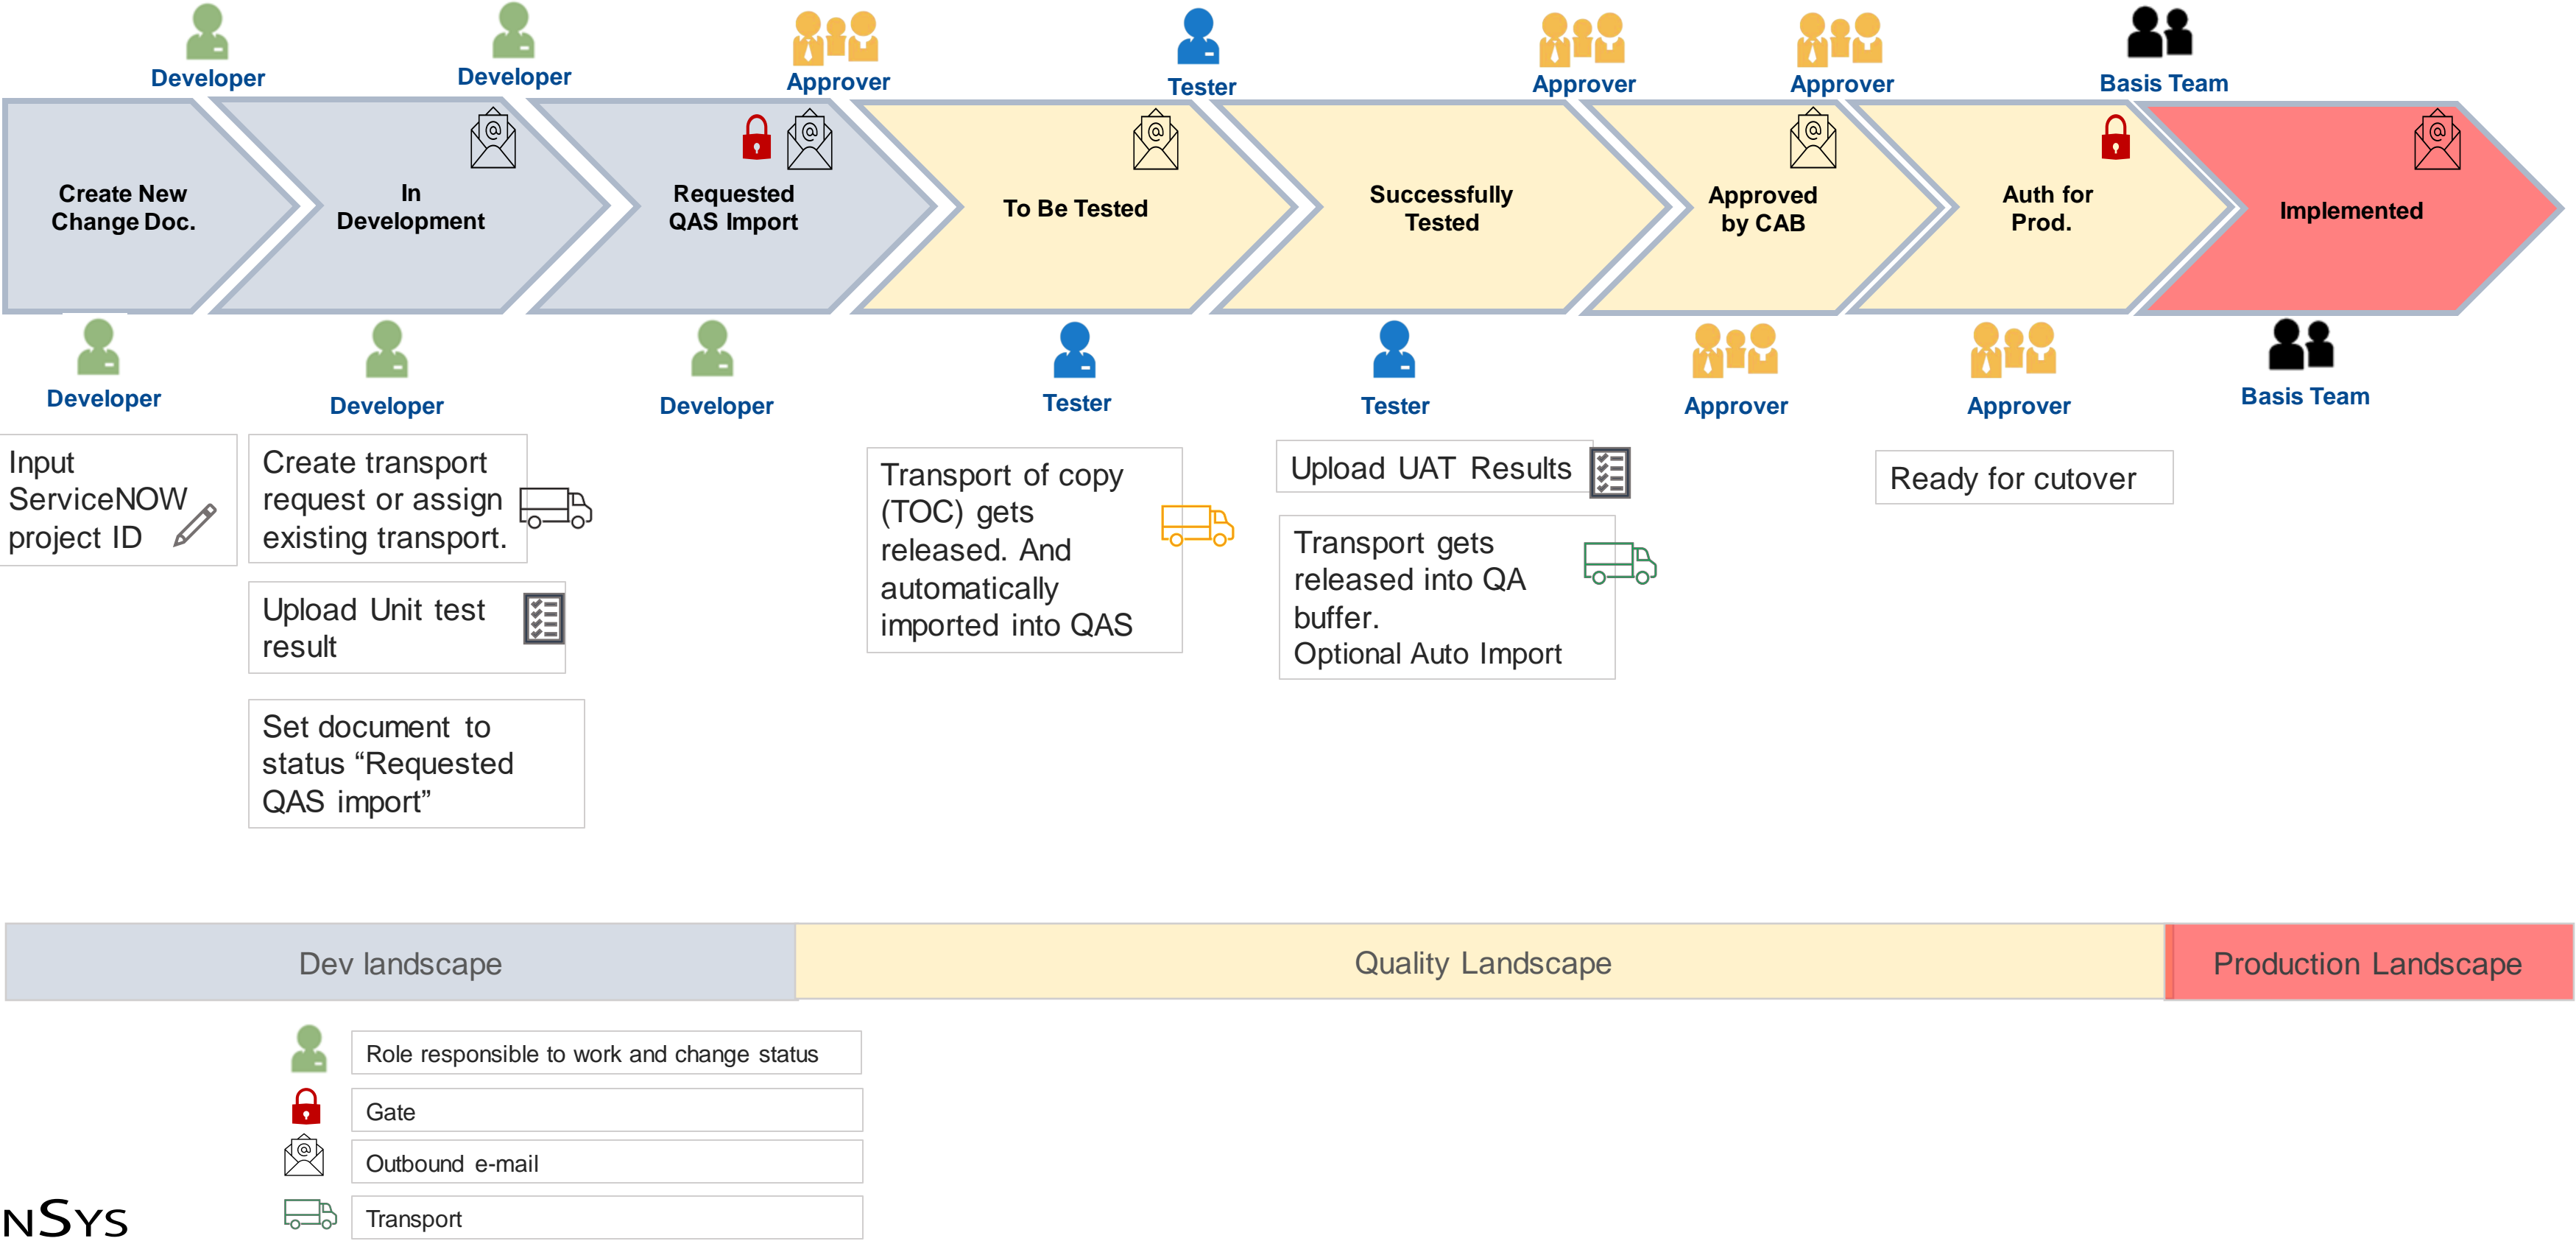 Developer
Developer
Approver
Tester
Approver
Approver
Basis Team
Create New
Change Doc.
In
Development
Requested
QAS Import
To Be Tested
Successfully
Tested
Approved
by CAB
Auth for
Prod.
Implemented
Developer
Developer
Developer
Tester
Tester
Approver
Approver
Basis Team
Input
ServiceNOW
project ID
Create transport
request or assign
existing transport.
Upload Unit test
result
Set document to
status “Requested
QAS import”
Transport of copy
(TOC) gets
released. And
automatically
imported into QAS
Upload UAT Results
Transport gets
released into QA
buffer.
Optional Auto Import
Ready for cutover
Dev landscape
Quality Landscape
Production Landscape
Role responsible to work and change status
Gate
Outbound e-mail
Transport
NSYS